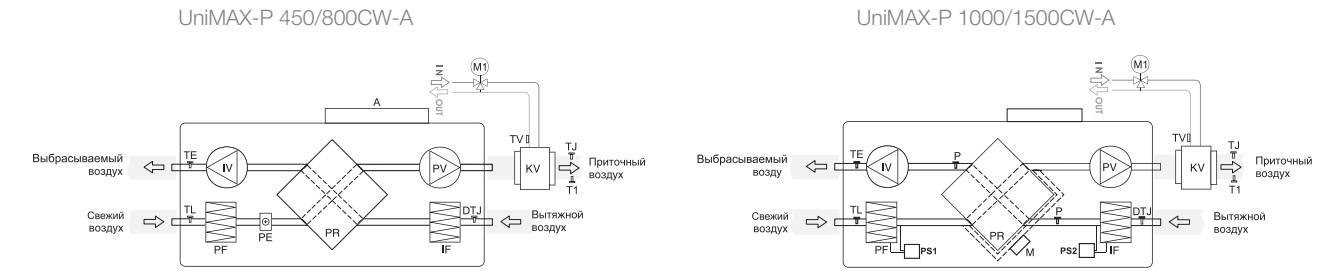 UniMAX-P 450/800CW-A
IN
M1
OUT
A
TV
TJ
Выбрасываемый
воздух
TE
IV
PV
KV
Приточный
воздух
T1
Свежий
воздух
TL
PF
PE
PR
IF
DTJ
Вытяжной
воздух
UniMAX-P 1000/1500CW-A
IN
M1
OUT
TV
TJ
Выбрасываемый
воздуx
TE
IV
P
PV
KV
Приточный
воздух
T1
Свежий
воздух
TL
PF
PS1
PR
M
P
PS2
IF
DTJ
Вытяжной
воздух